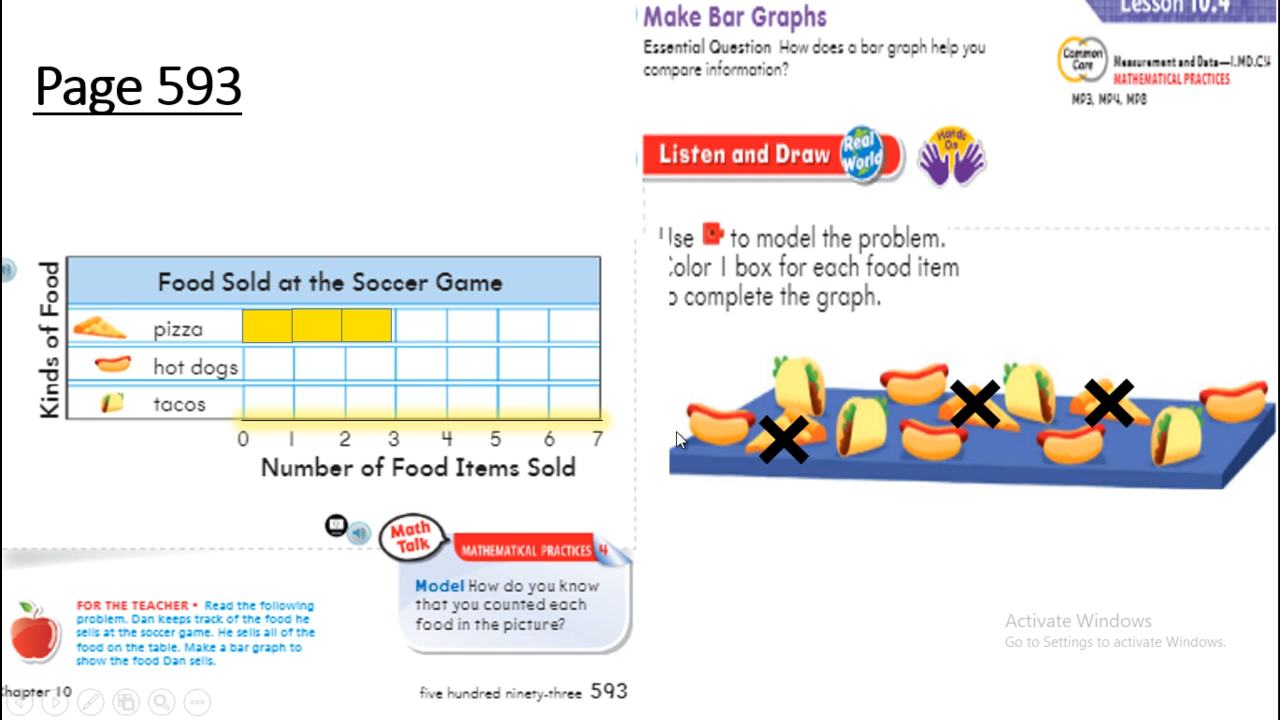 Page 593
Make Bar Graphs
Lesson 10.4
Essential Question How does a bar graph help you
compare information?
Common
Core
Measurement and Data—1.MD.C.4
MATHEMATICAL PRACTICES
MP3, MP4, MP8
Listen and Draw
Real
World
Hands
On
Use to model the problem.
Color 1 box for each food item
to complete the graph.
Kinds of Food
Food Sold at the Soccer Game
pizza
hot dogs
tacos
0 1 2 3 4 5 6 7
Number of Food Items Sold
Math
Talk
MATHEMATICAL PRACTICES 4
Model How do you know
that you counted each
food in the picture?
FOR THE TEACHER • Read the following
problem. Dan keeps track of the food he
sells at the soccer game. He sells all of the
food on the table. Make a bar graph to
show the food Dan sells.
Chapter 10
five hundred ninety-three 593
Activate Windows
Go to Settings to activate Windows.